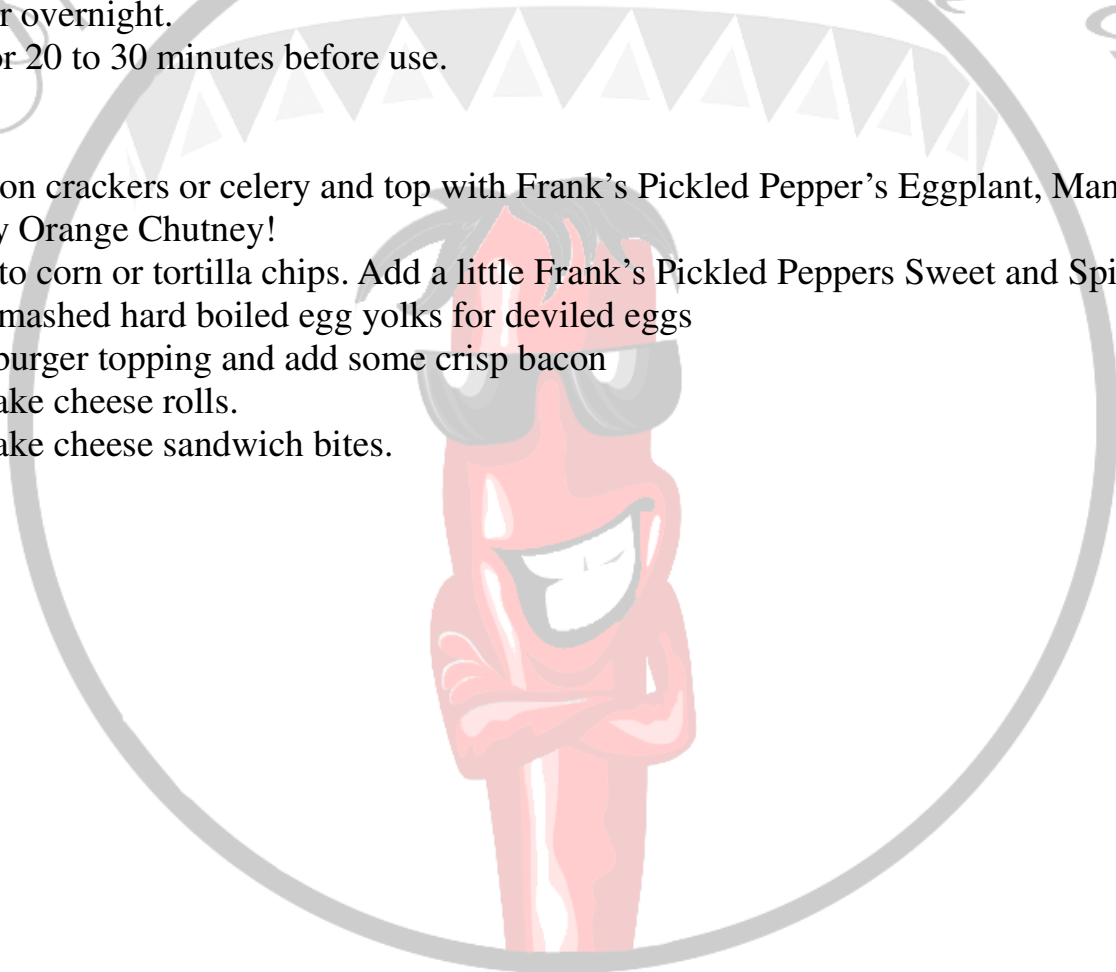 r overnight.
or 20 to 30 minutes before use.
on crackers or celery and top with Frank’s Pickled Pepper’s Eggplant, Man
y Orange Chutney!
to corn or tortilla chips. Add a little Frank’s Pickled Peppers Sweet and Spi
mashed hard boiled egg yolks for deviled eggs
burger topping and add some crisp bacon
ake cheese rolls.
ake cheese sandwich bites.